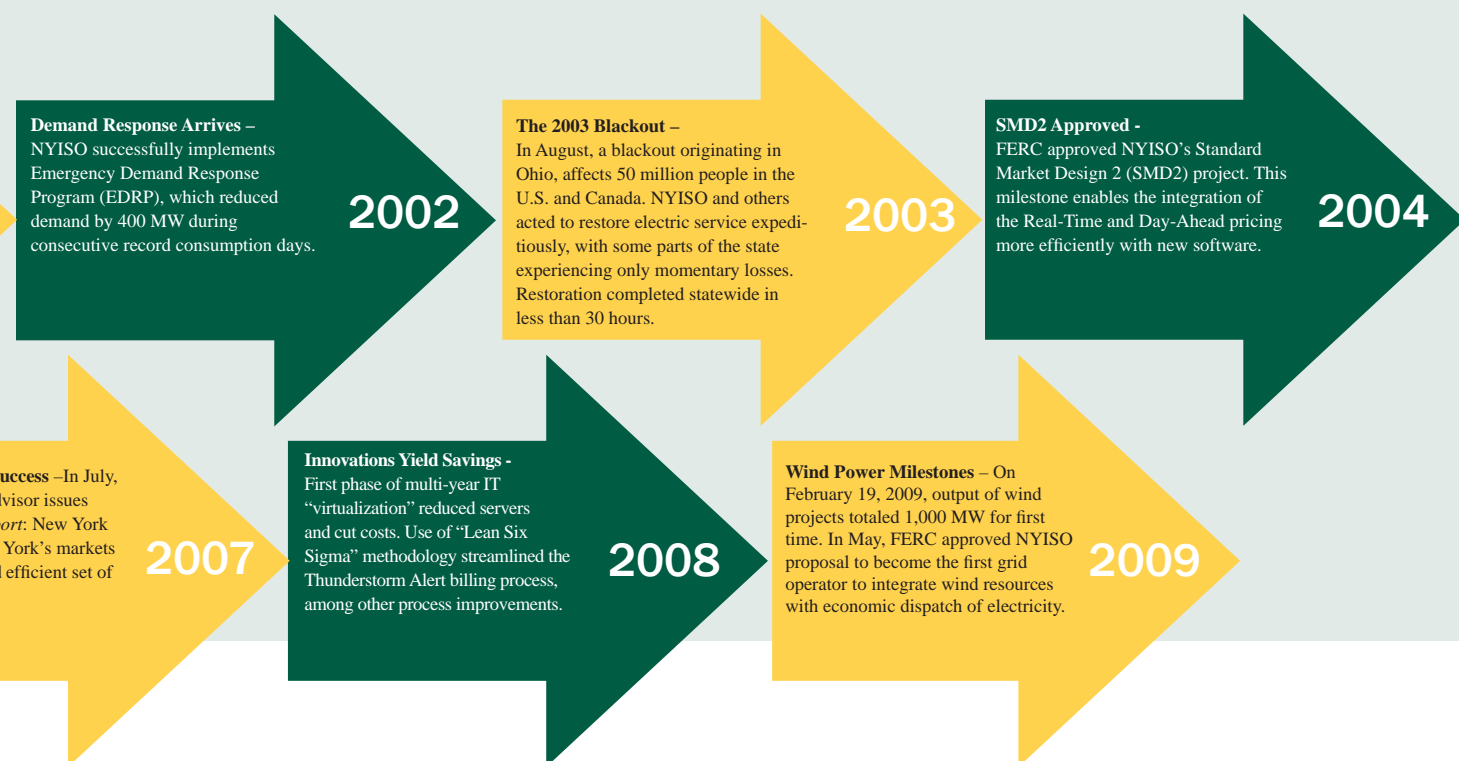 Demand Response Arrives –
NYISO successfully implements
Emergency Demand Response
Program (EDRP), which reduced
demand by 400 MW during
consecutive record consumption days.
2002
The 2003 Blackout –
In August, a blackout originating in
Ohio, affects 50 million people in the
U.S. and Canada. NYISO and others
acted to restore electric service expedi-
tiously, with some parts of the state
experiencing only momentary losses.
Restoration completed statewide in
less than 30 hours.
2003
SMD2 Approved -
FERC approved NYISO’s Standard
Market Design 2 (SMD2) project. This
milestone enables the integration of
the Real-Time and Day-Ahead pricing
more efficiently with new software.
2004
uccess –In July,
dvisor issues
port: New York
York’s markets
d efficient set of
2007
Innovations Yield Savings -
First phase of multi-year IT
“virtualization” reduced servers
and cut costs. Use of “Lean Six
Sigma” methodology streamlined the
Thunderstorm Alert billing process,
among other process improvements.
2008
Wind Power Milestones – On
February 19, 2009, output of wind
projects totaled 1,000 MW for first
time. In May, FERC approved NYISO
proposal to become the first grid
operator to integrate wind resources
with economic dispatch of electricity.
2009